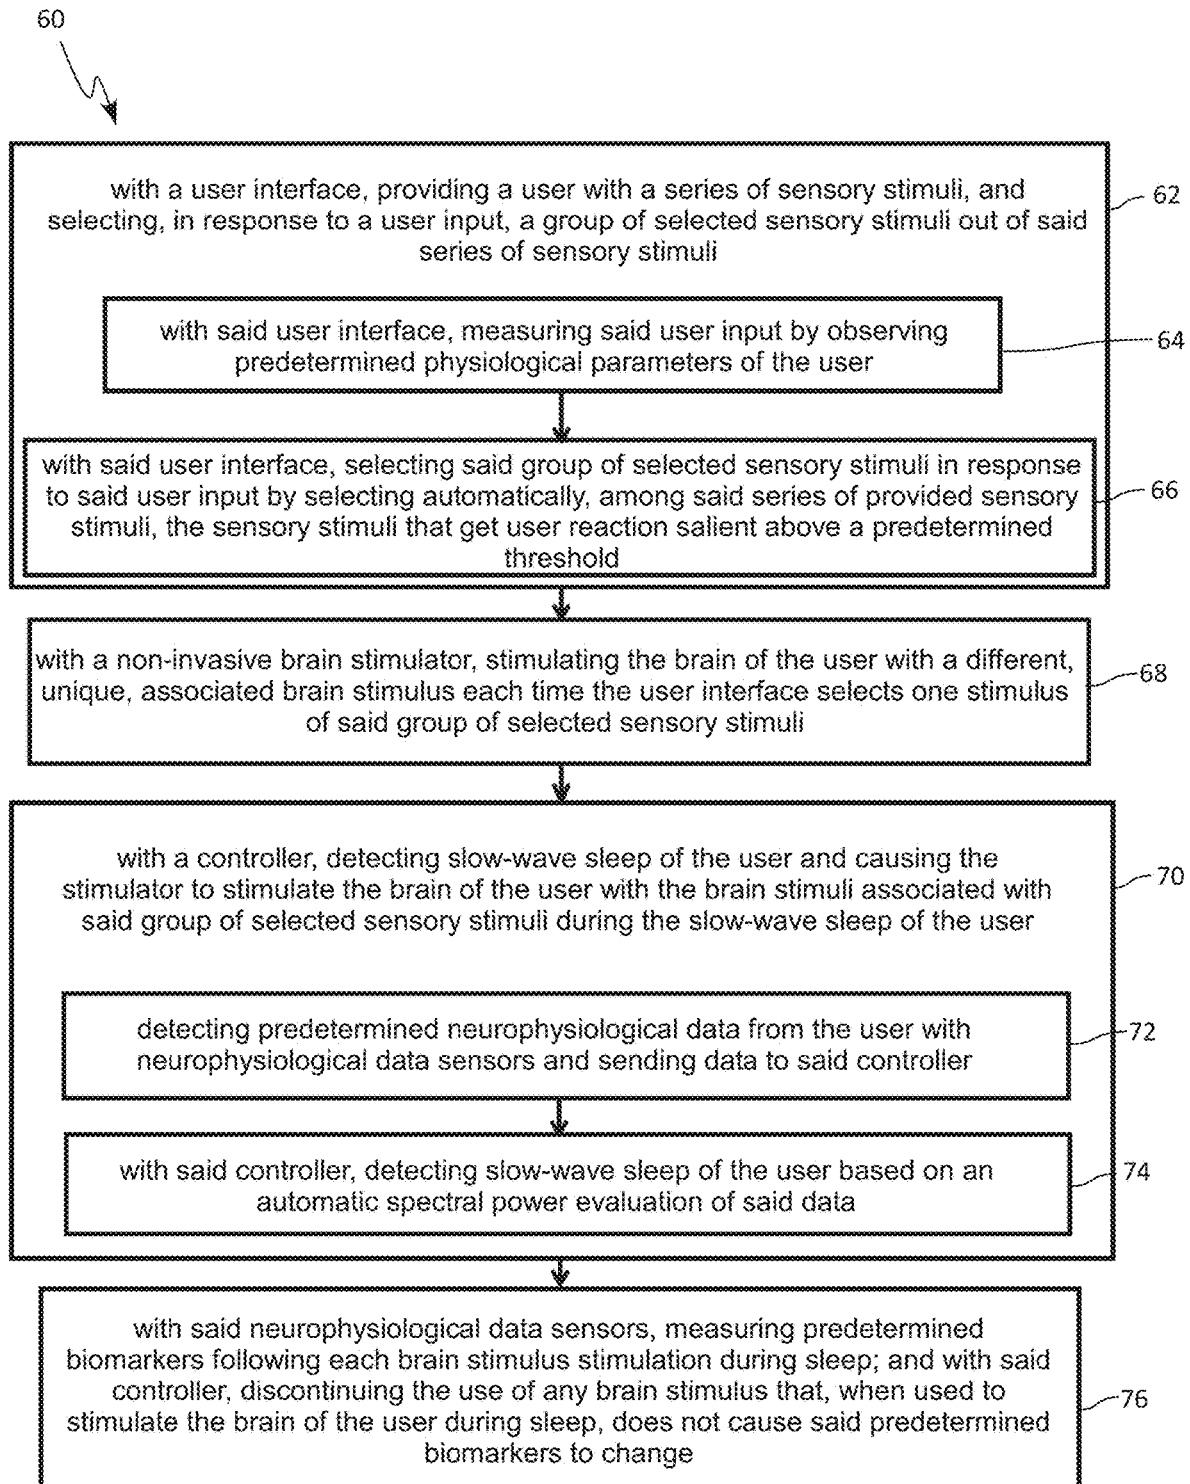 60
with a user interface, providing a user with a series of sensory stimuli, and
selecting, in response to a user input, a group of selected sensory stimuli out of said
series of sensory stimuli
62
with said user interface, measuring said user input by observing
predetermined physiological parameters of the user
64
with said user interface, selecting said group of selected sensory stimuli in response
to said user input by selecting automatically, among said series of provided sensory
stimuli, the sensory stimuli that get user reaction salient above a predetermined
threshold
66
with a non-invasive brain stimulator, stimulating the brain of the user with a different,
unique, associated brain stimulus each time the user interface selects one stimulus
of said group of selected sensory stimuli
68
with a controller, detecting slow-wave sleep of the user and causing the
stimulator to stimulate the brain of the user with the brain stimuli associated with
said group of selected sensory stimuli during the slow-wave sleep of the user
70
detecting predetermined neurophysiological data from the user with
neurophysiological data sensors and sending data to said controller
72
with said controller, detecting slow-wave sleep of the user based on an
automatic spectral power evaluation of said data
74
with said neurophysiological data sensors, measuring predetermined
biomarkers following each brain stimulus stimulation during sleep; and with said
controller, discontinuing the use of any brain stimulus that, when used to
stimulate the brain of the user during sleep, does not cause said predetermined
biomarkers to change
76